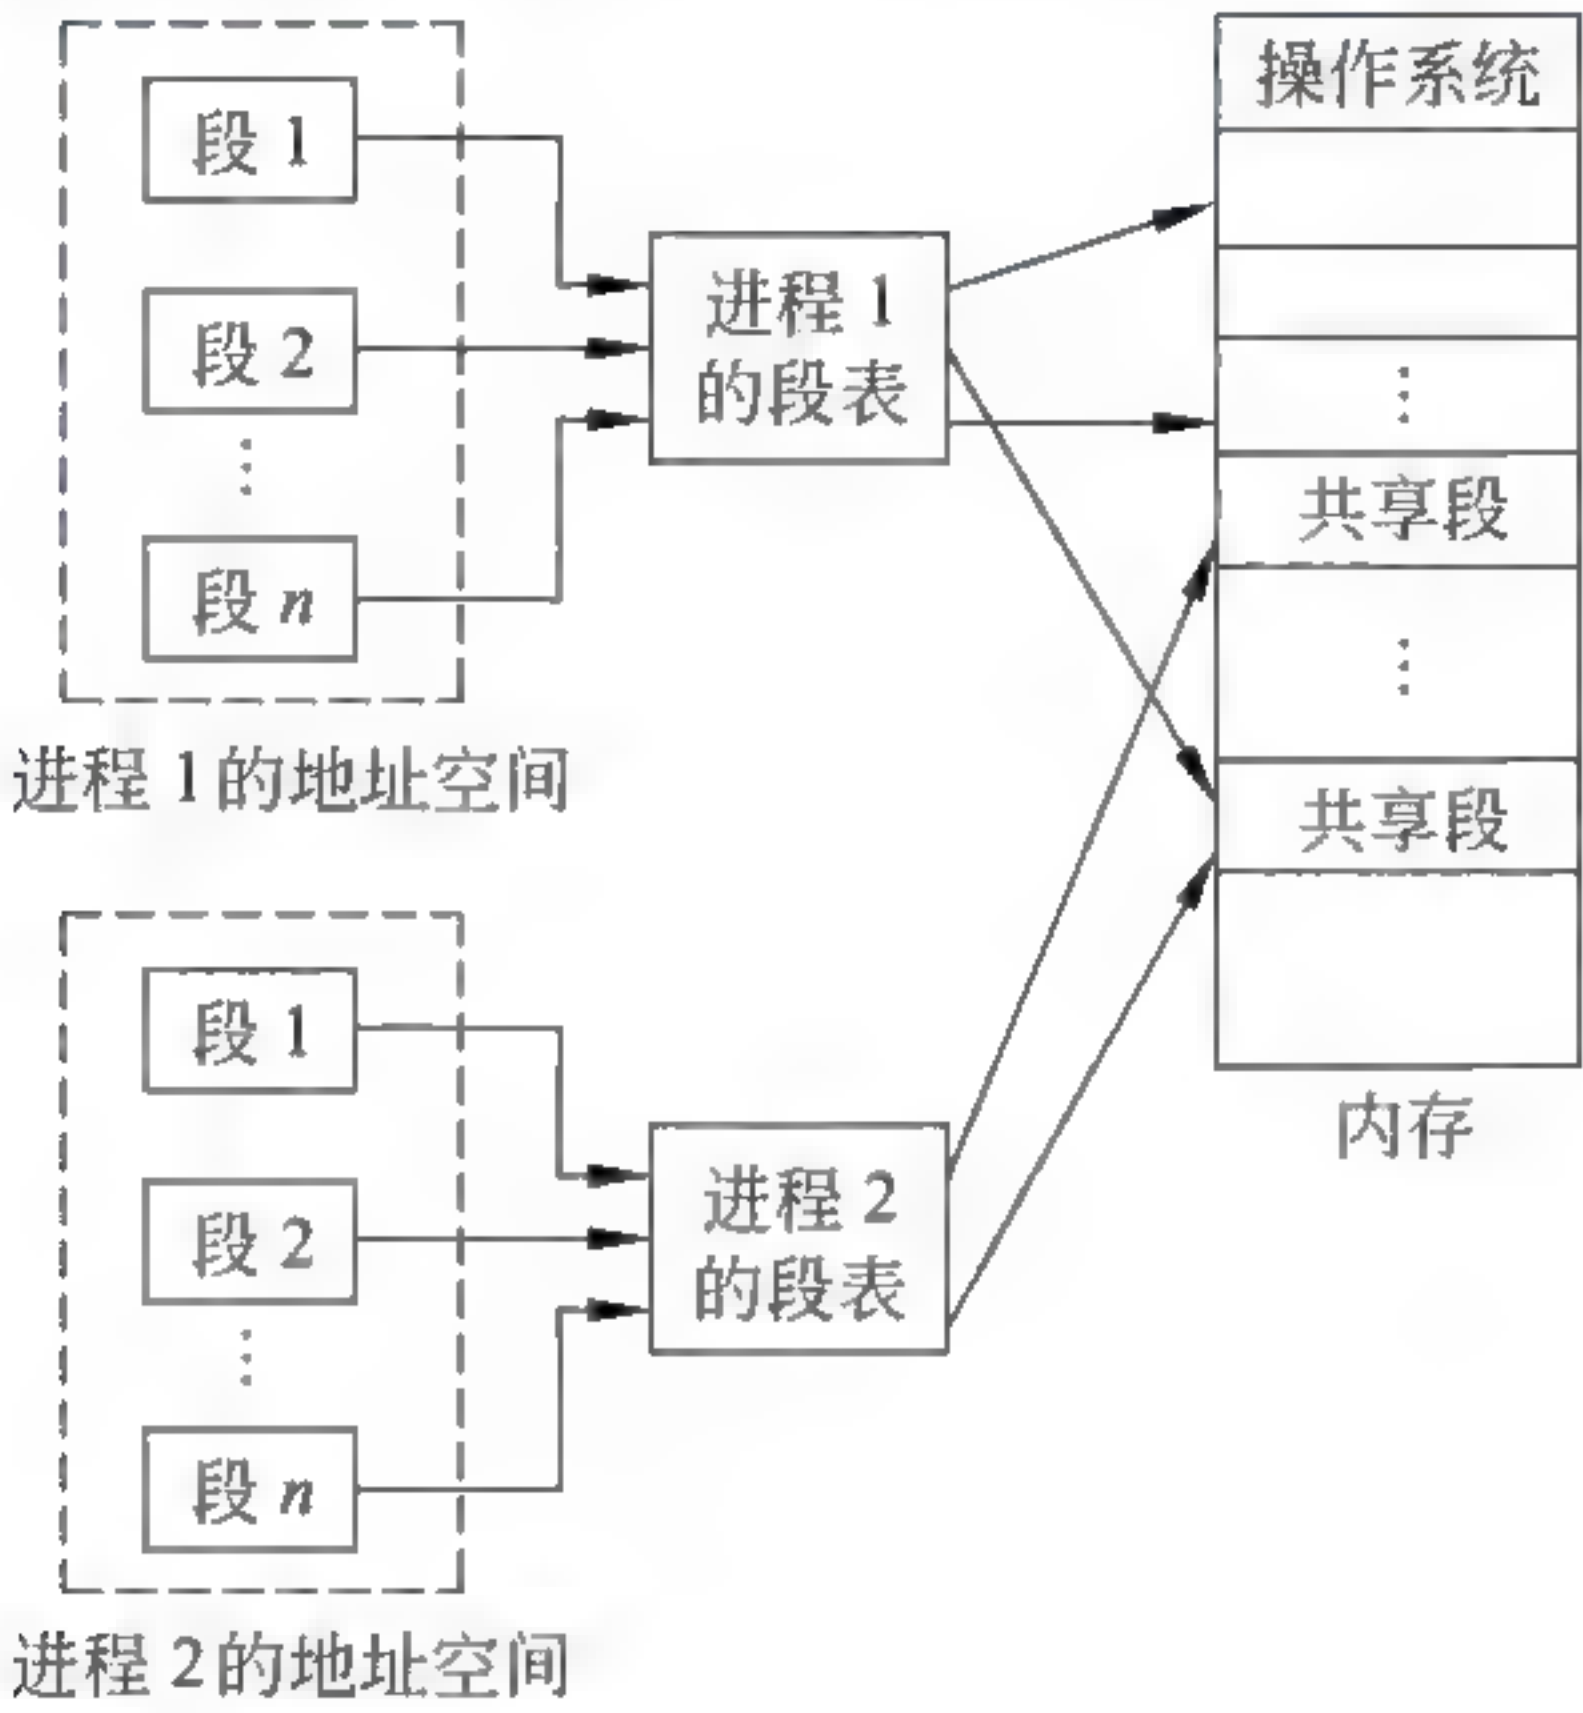 段 1
段 2
⋮
段 n
进程 1 的地址空间
进程 1
的段表
段 1
段 2
⋮
段 n
进程 2 的地址空间
进程 2
的段表
操作系统
⋮
共享段
⋮
共享段
内存